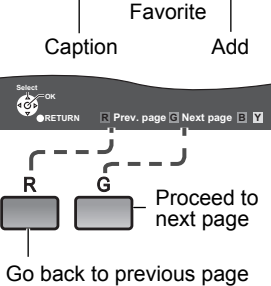 Favorite
Caption Add
Select
OK
RETURN R Prev. page G Next page B Y
R G
Proceed to
next page
Go back to previous page